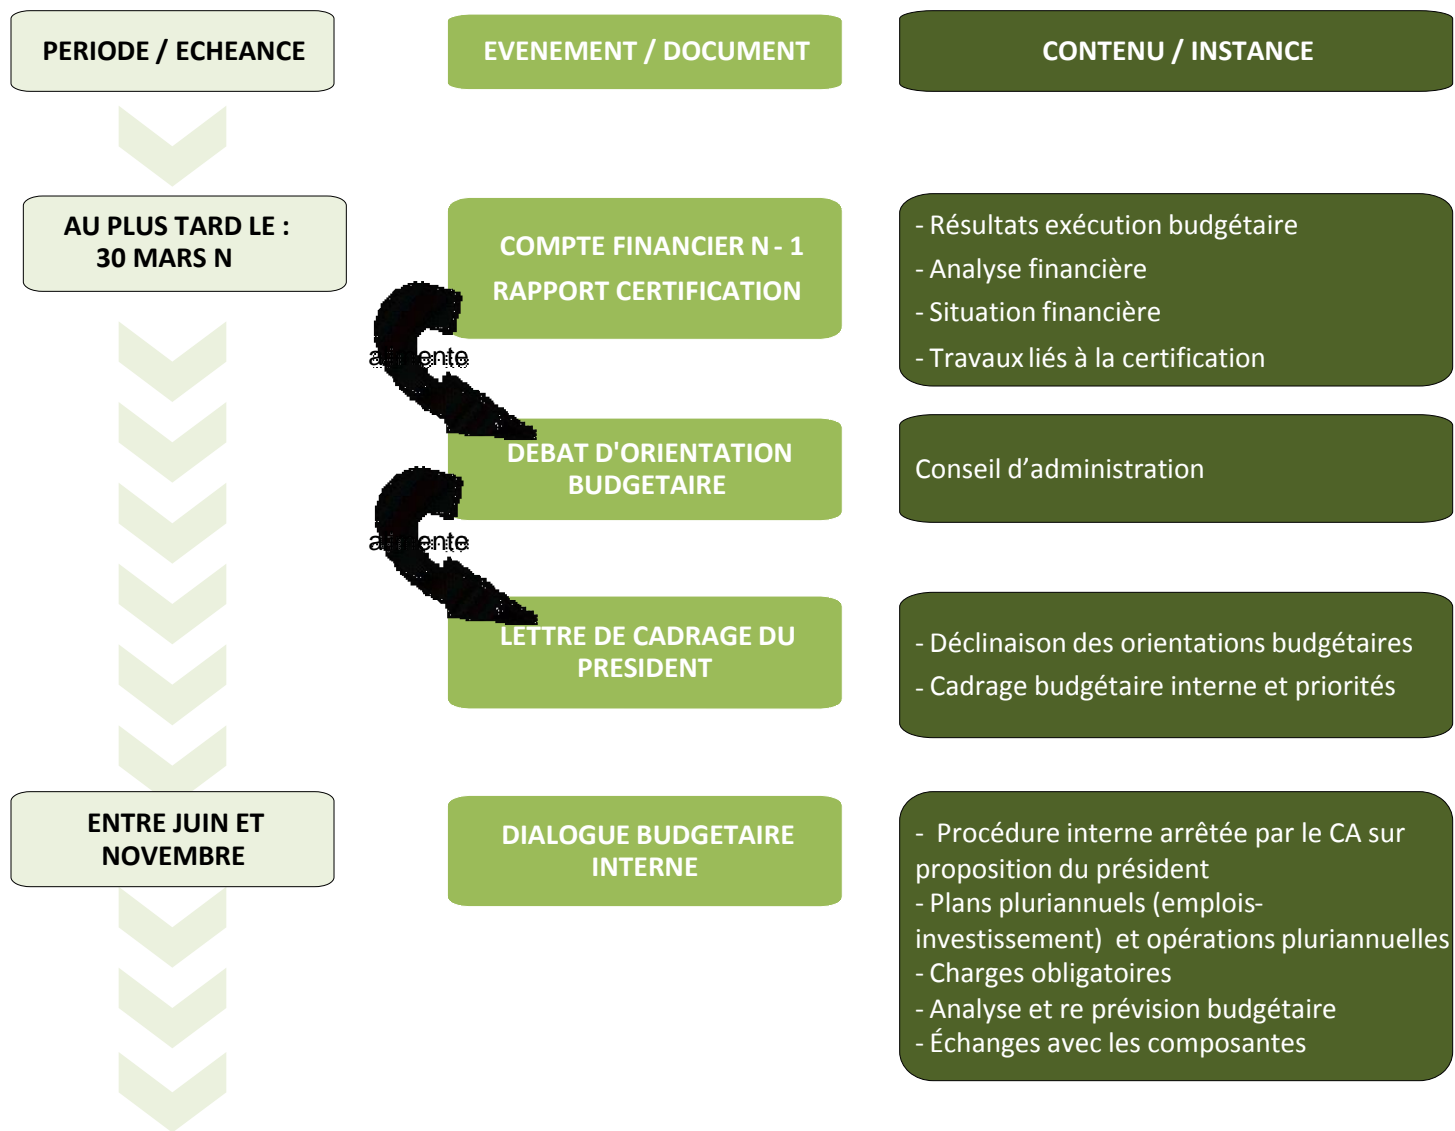 PERIODE / ECHEANCE
EVENEMENT / DOCUMENT
CONTENU / INSTANCE
AU PLUS TARD LE :
30 MARS N
COMPTE FINANCIER N - 1
RAPPORT CERTIFICATION
- Résultats exécution budgétaire
- Analyse financière
- Situation financière
- Travaux liés à la certification
DEBAT D'ORIENTATION
BUDGETAIRE
Conseil d’administration
LETTRE DE CADRAGE DU
PRESIDENT
- Déclinaison des orientations budgétaires
- Cadrage budgétaire interne et priorités
ENTRE JUIN ET
NOVEMBRE
DIALOGUE BUDGETAIRE
INTERNE
- Procédure interne arrêtée par le CA sur
proposition du président
- Plans pluriannuels (emplois-
investissement) et opérations pluriannuelles
- Charges obligatoires
- Analyse et re prévision budgétaire
- Échanges avec les composantes